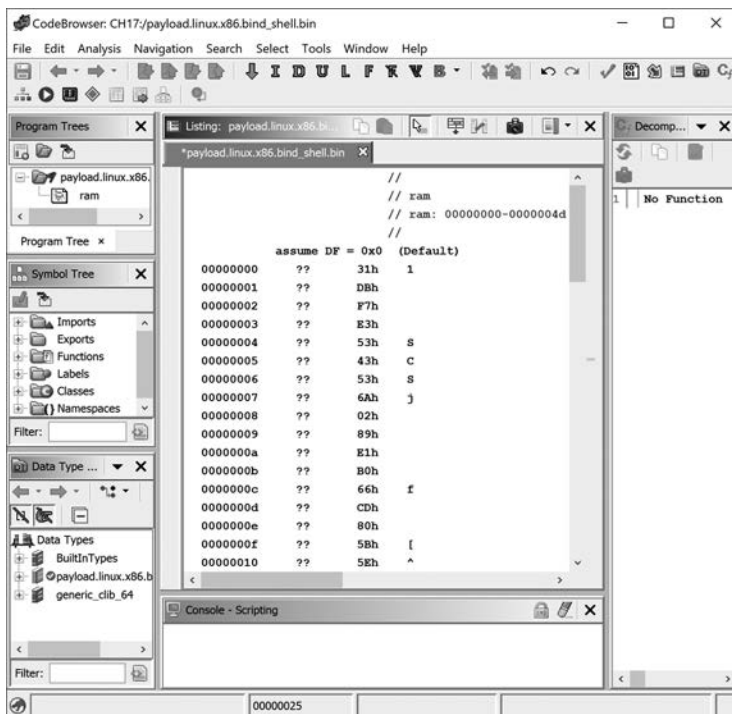 CodeBrowser: CH17:/payload.linux.x86.bind_shell.bin
File Edit Analysis Navigation Search Select Tools Window Help
I D U L F R V B
Program Trees
payload.linux.x86.
ram
Program Tree ×
Symbol Tree
Imports
Exports
Functions
Labels
Classes
Namespaces
Filter:
Data Type ...
Data Types
BuiltInTypes
payload.linux.x86.b
generic_clib_64
Filter:
Listing: payload.linux.x86.bi...
*payload.linux.x86.bind_shell.bin
//
// ram
// ram: 00000000-0000004d
//
assume DF = 0x0 (Default)
00000000 ?? 31h 1
00000001 ?? DBh
00000002 ?? F7h
00000003 ?? E3h
00000004 ?? 53h S
00000005 ?? 43h C
00000006 ?? 53h S
00000007 ?? 6Ah j
00000008 ?? 02h
00000009 ?? 89h
0000000a ?? E1h
0000000b ?? B0h
0000000c ?? 66h f
0000000d ?? CDh
0000000e ?? 80h
0000000f ?? 5Bh [
00000010 ?? 5Eh ^
Console - Scripting
Decomp...
1 No Function
00000025